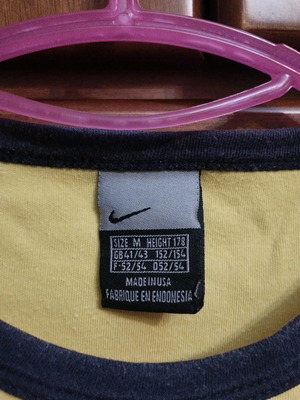 SIZE M HEIGHT 178
GB 41/43 152/154
F·52/54 D52/54
MADE IN USA
FABRIQUE EN ENDONESIA